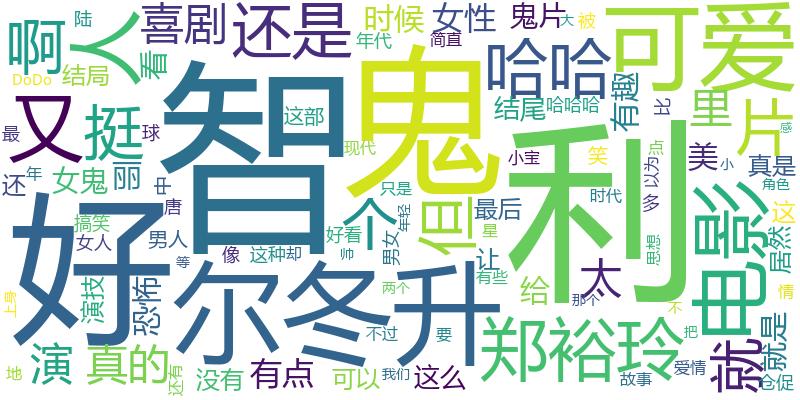 啊
人
喜剧
还是
时候
女性
鬼片
大
被
陆
年代
简直
可爱
DoDo
结局
看
智
鬼
哈哈
有趣
里
片
最
又
挺
这部
结尾
哈哈哈
比
利
球
现代
小宝
笑
以为
点
感
还
年
女鬼
丽
中
个
但
最后
美
真是
小
多
好
搞笑
唐
只是
年轻
星
时代
角色
电影
这
女人
男人
像
这种
却
好看
男女
让
思想
居然
演技
恐怖
等
尔冬升
帅
有些
给
太
那个
不
情
上身
两个
郑裕玲
把
就
就是
不过
要
地
演
真的
还有
没有
有点
可以
我们
这么
故事
爱情
仓促